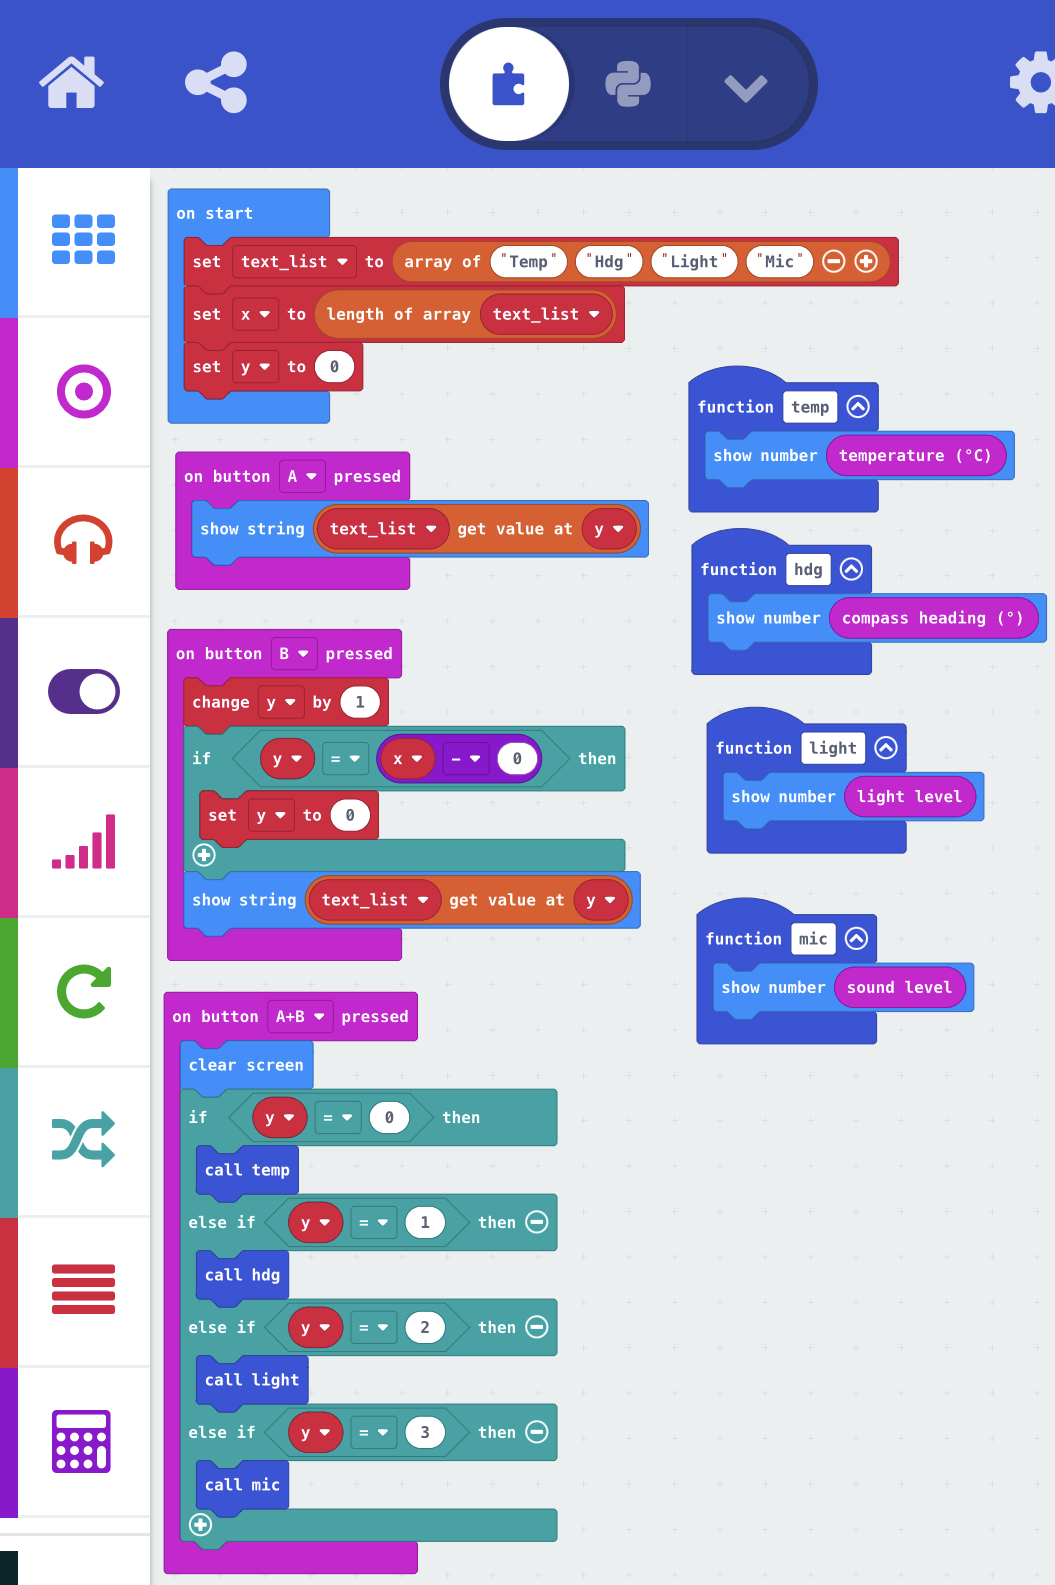 on start
set text_list to array of "Temp" "Hdg" "Light" "Mic"
set x to length of array text_list
set y to 0
on button A pressed
show string text_list get value at y
on button B pressed
change y by 1
if y = x - 0 then
set y to 0
show string text_list get value at y
on button A+B pressed
clear screen
if y = 0 then
call temp
else if y = 1 then
call hdg
else if y = 2 then
call light
else if y = 3 then
call mic
function temp
show number temperature (°C)
function hdg
show number compass heading (°)
function light
show number light level
function mic
show number sound level